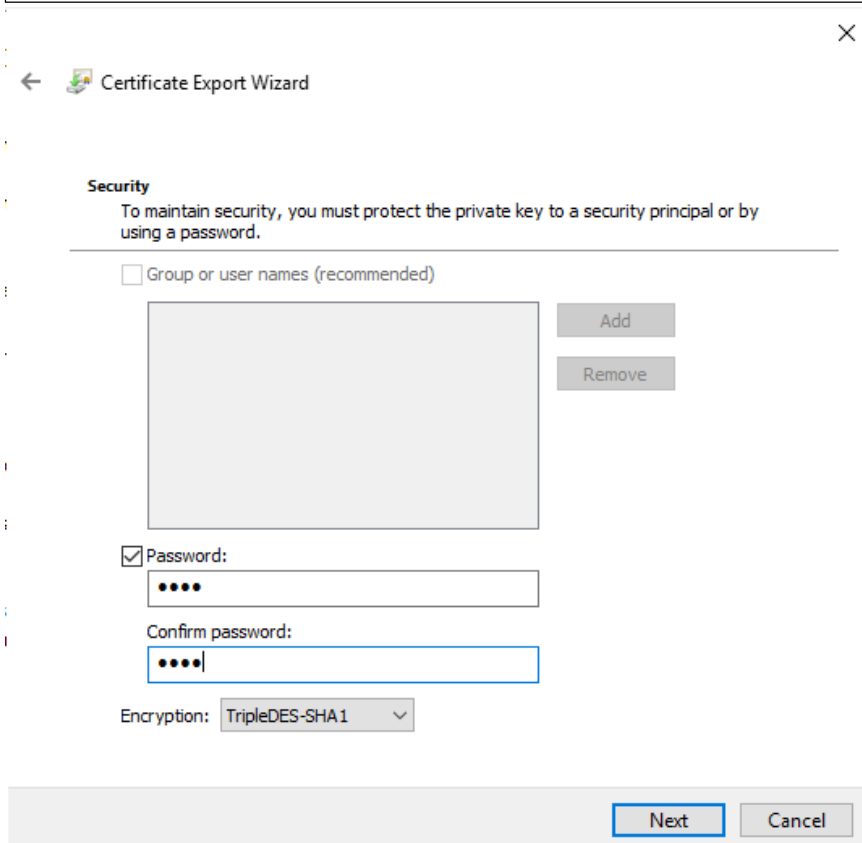 Certificate Export Wizard
Security
To maintain security, you must protect the private key to a security principal or by
using a password.
Group or user names (recommended)
Add
Remove
Password:
••••
Confirm password:
••••
Encryption: TripleDES-SHA1
Next
Cancel